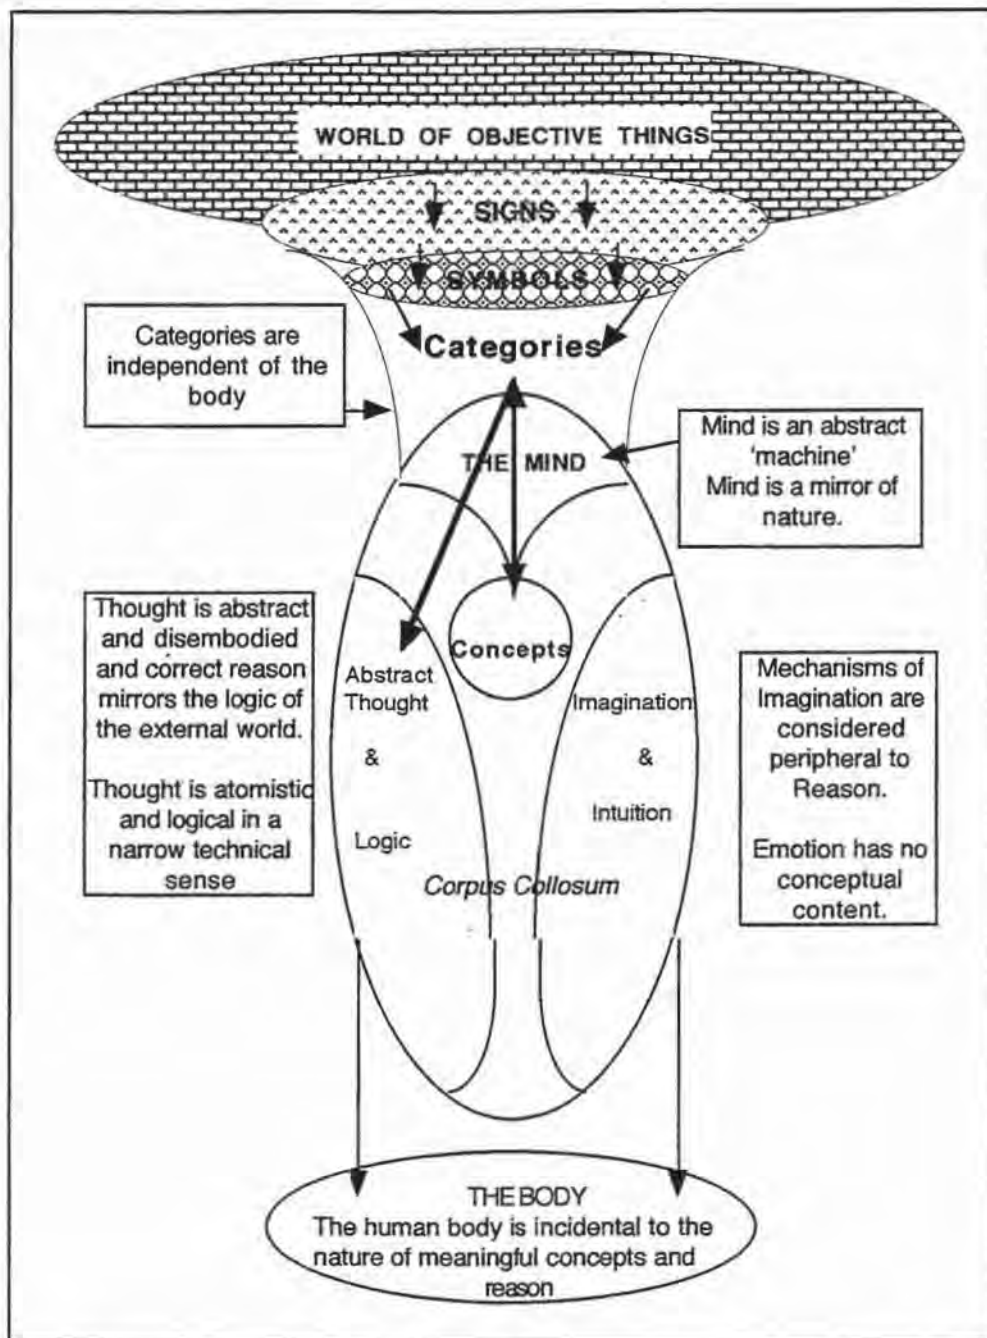 WORLD OF OBJECTIVE THINGS
SIGNS
SYMBOLS
Categories
Categories are
independent of the
body
THE MIND
Mind is an abstract
'machine'
Mind is a mirror of
nature.
Thought is abstract
and disembodied
and correct reason
mirrors the logic of
the external world.
Thought is atomistic
and logical in a
narrow technical
sense
Concepts
Abstract
Thought
&
Logic
Imagination
&
Intuition
Corpus Collosum
Mechanisms of
Imagination are
considered
peripheral to
Reason.
Emotion has no
conceptual
content.
THE BODY
The human body is incidental to the
nature of meaningful concepts and
reason